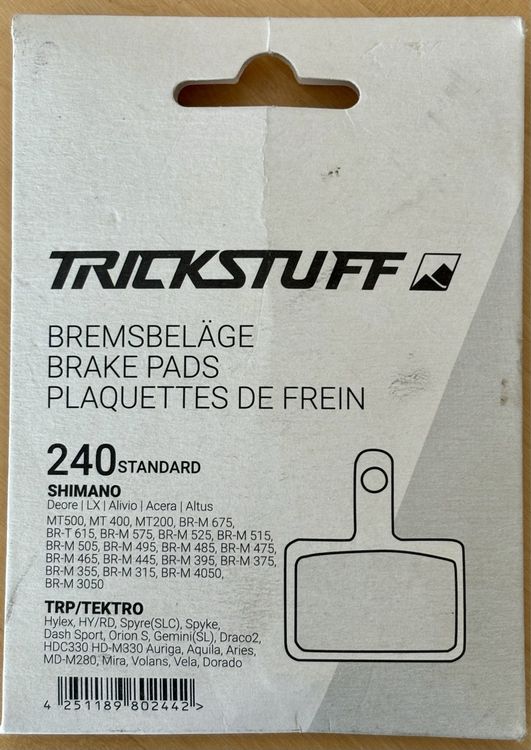 TRICKSTUFF
BREMSBELÄGE
BRAKE PADS
PLAQUETTES DE FREIN
240 STANDARD
SHIMANO
Deore | LX | Alivio | Acera | Altus
MT500, MT 400, MT200, BR-M 675,
BR-T 615, BR-M 575, BR-M 525, BR-M 515,
BR-M 505, BR-M 495, BR-M 485, BR-M 475,
BR-M 465, BR-M 445, BR-M 395, BR-M 375,
BR-M 355, BR-M 315, BR-M 4050,
BR-M 3050
TRP/TEKTRO
Hylex, HY/RD, Spyre(SLC), Spyke,
Dash Sport, Orion S, Gemini(SL), Draco2,
HDC330 HD-M330 Auriga, Aquila, Aries,
MD-M280, Mira, Volans, Vela, Dorado
4 251189 802442 >